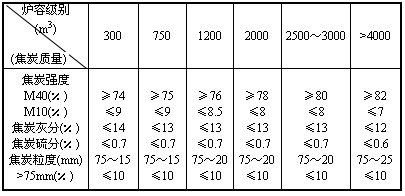 炉容级别
(m³)
(焦炭质量)
300 750 1200 2000 2500～3000 >4000
焦炭强度
M40(%) ≥74 ≥75 ≥76 ≥78 ≥80 ≥82
M10(%) ≤9 ≤9 ≤8.5 ≤8 ≤8 ≤7
焦炭灰分(%) ≤14 ≤13 ≤13 ≤13 ≤13 ≤12
焦炭硫分(%) ≤0.7 ≤0.7 ≤0.7 ≤0.7 ≤0.7 ≤0.6
焦炭粒度(mm) 75～15 75～15 75～20 75～20 75～20 75～25
>75mm(%) ≤10 ≤10 ≤10 ≤10 ≤10 ≤10